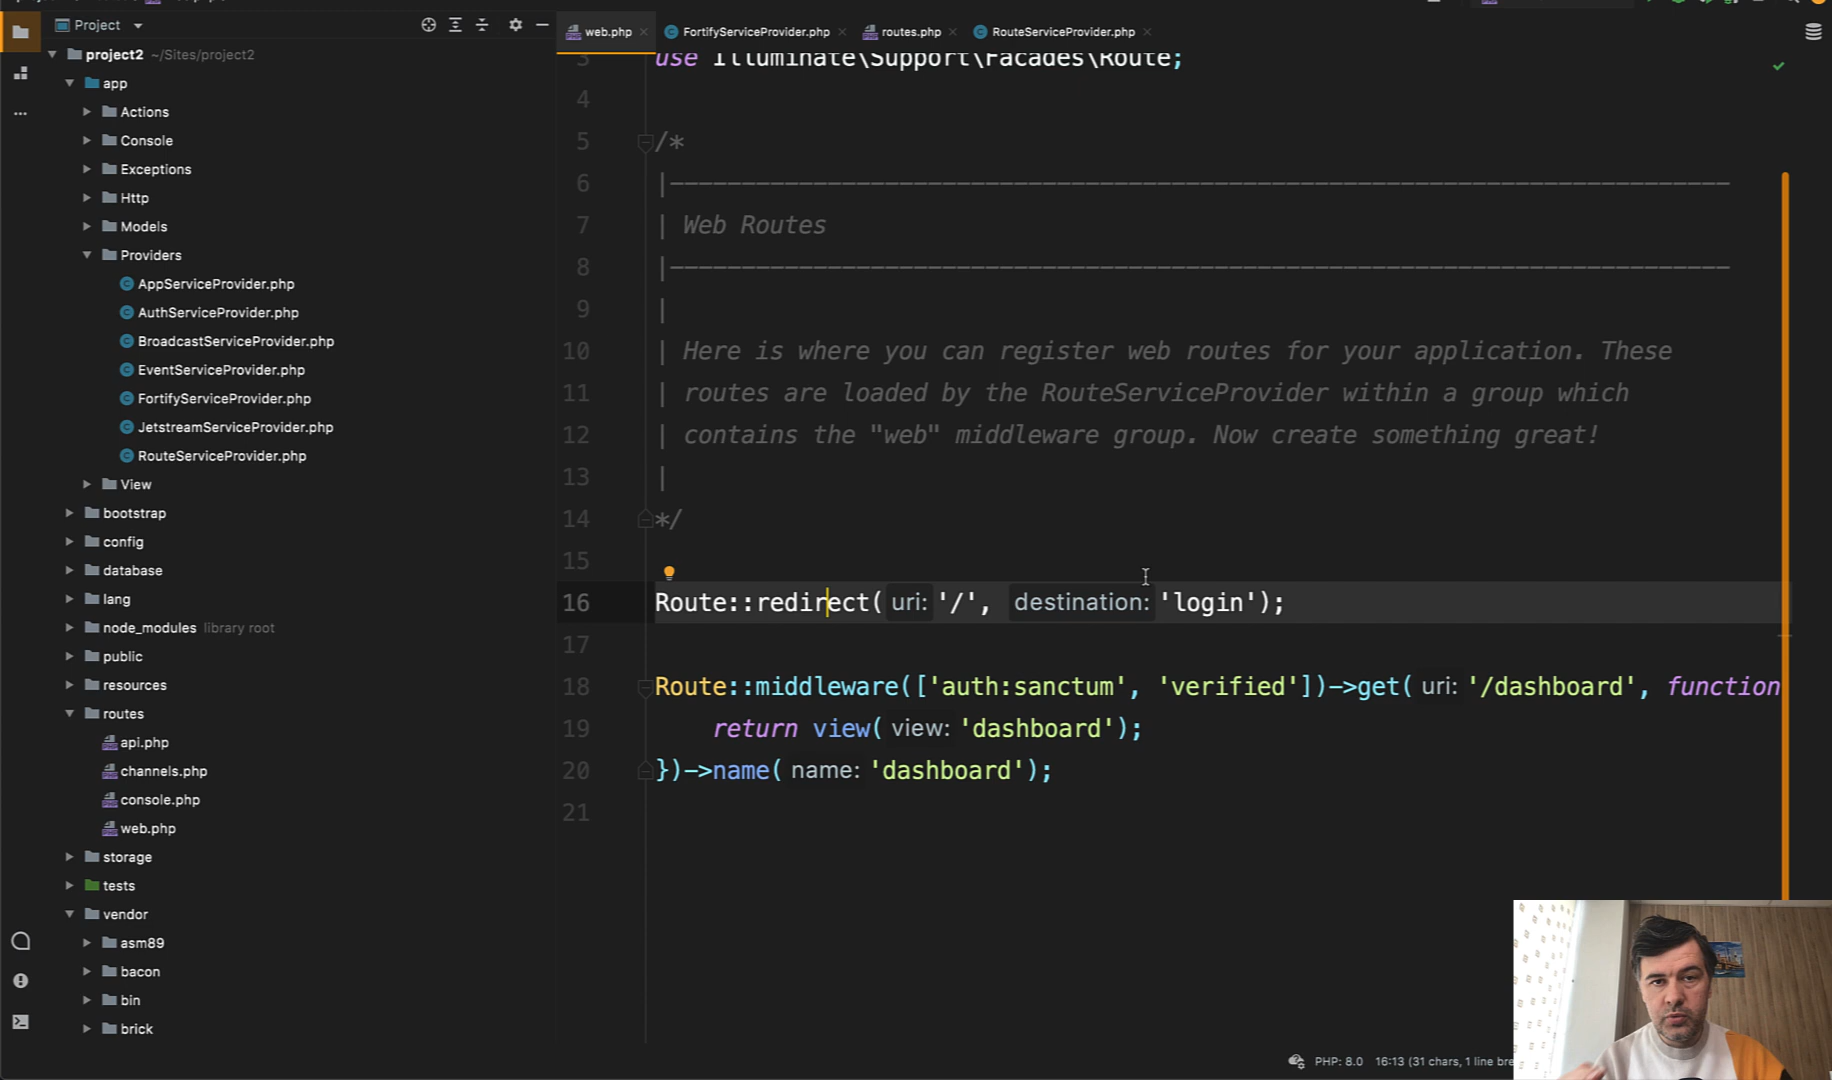 Project
project2 ~/Sites/project2
app
Actions
Console
Exceptions
Http
Models
Providers
AppServiceProvider.php
AuthServiceProvider.php
BroadcastServiceProvider.php
EventServiceProvider.php
FortifyServiceProvider.php
JetstreamServiceProvider.php
RouteServiceProvider.php
View
bootstrap
config
database
lang
node_modules library root
public
resources
routes
api.php
channels.php
console.php
web.php
storage
tests
vendor
asm89
bacon
bin
brick
web.php FortifyServiceProvider.php routes.php RouteServiceProvider.php
3 use Illuminate\Support\Facades\Route;
4
5 /*
6 |--------------------------------------------------------------------------
7 | Web Routes
8 |--------------------------------------------------------------------------
9 |
10 | Here is where you can register web routes for your application. These
11 | routes are loaded by the RouteServiceProvider within a group which
12 | contains the "web" middleware group. Now create something great!
13 |
14 */
15
16 Route::redirect( uri: '/', destination: 'login');
17
18 Route::middleware(['auth:sanctum', 'verified'])->get( uri: '/dashboard', function
19 return view( view: 'dashboard');
20 })->name( name: 'dashboard');
21
PHP: 8.0 16:13 (31 chars, 1 line bre